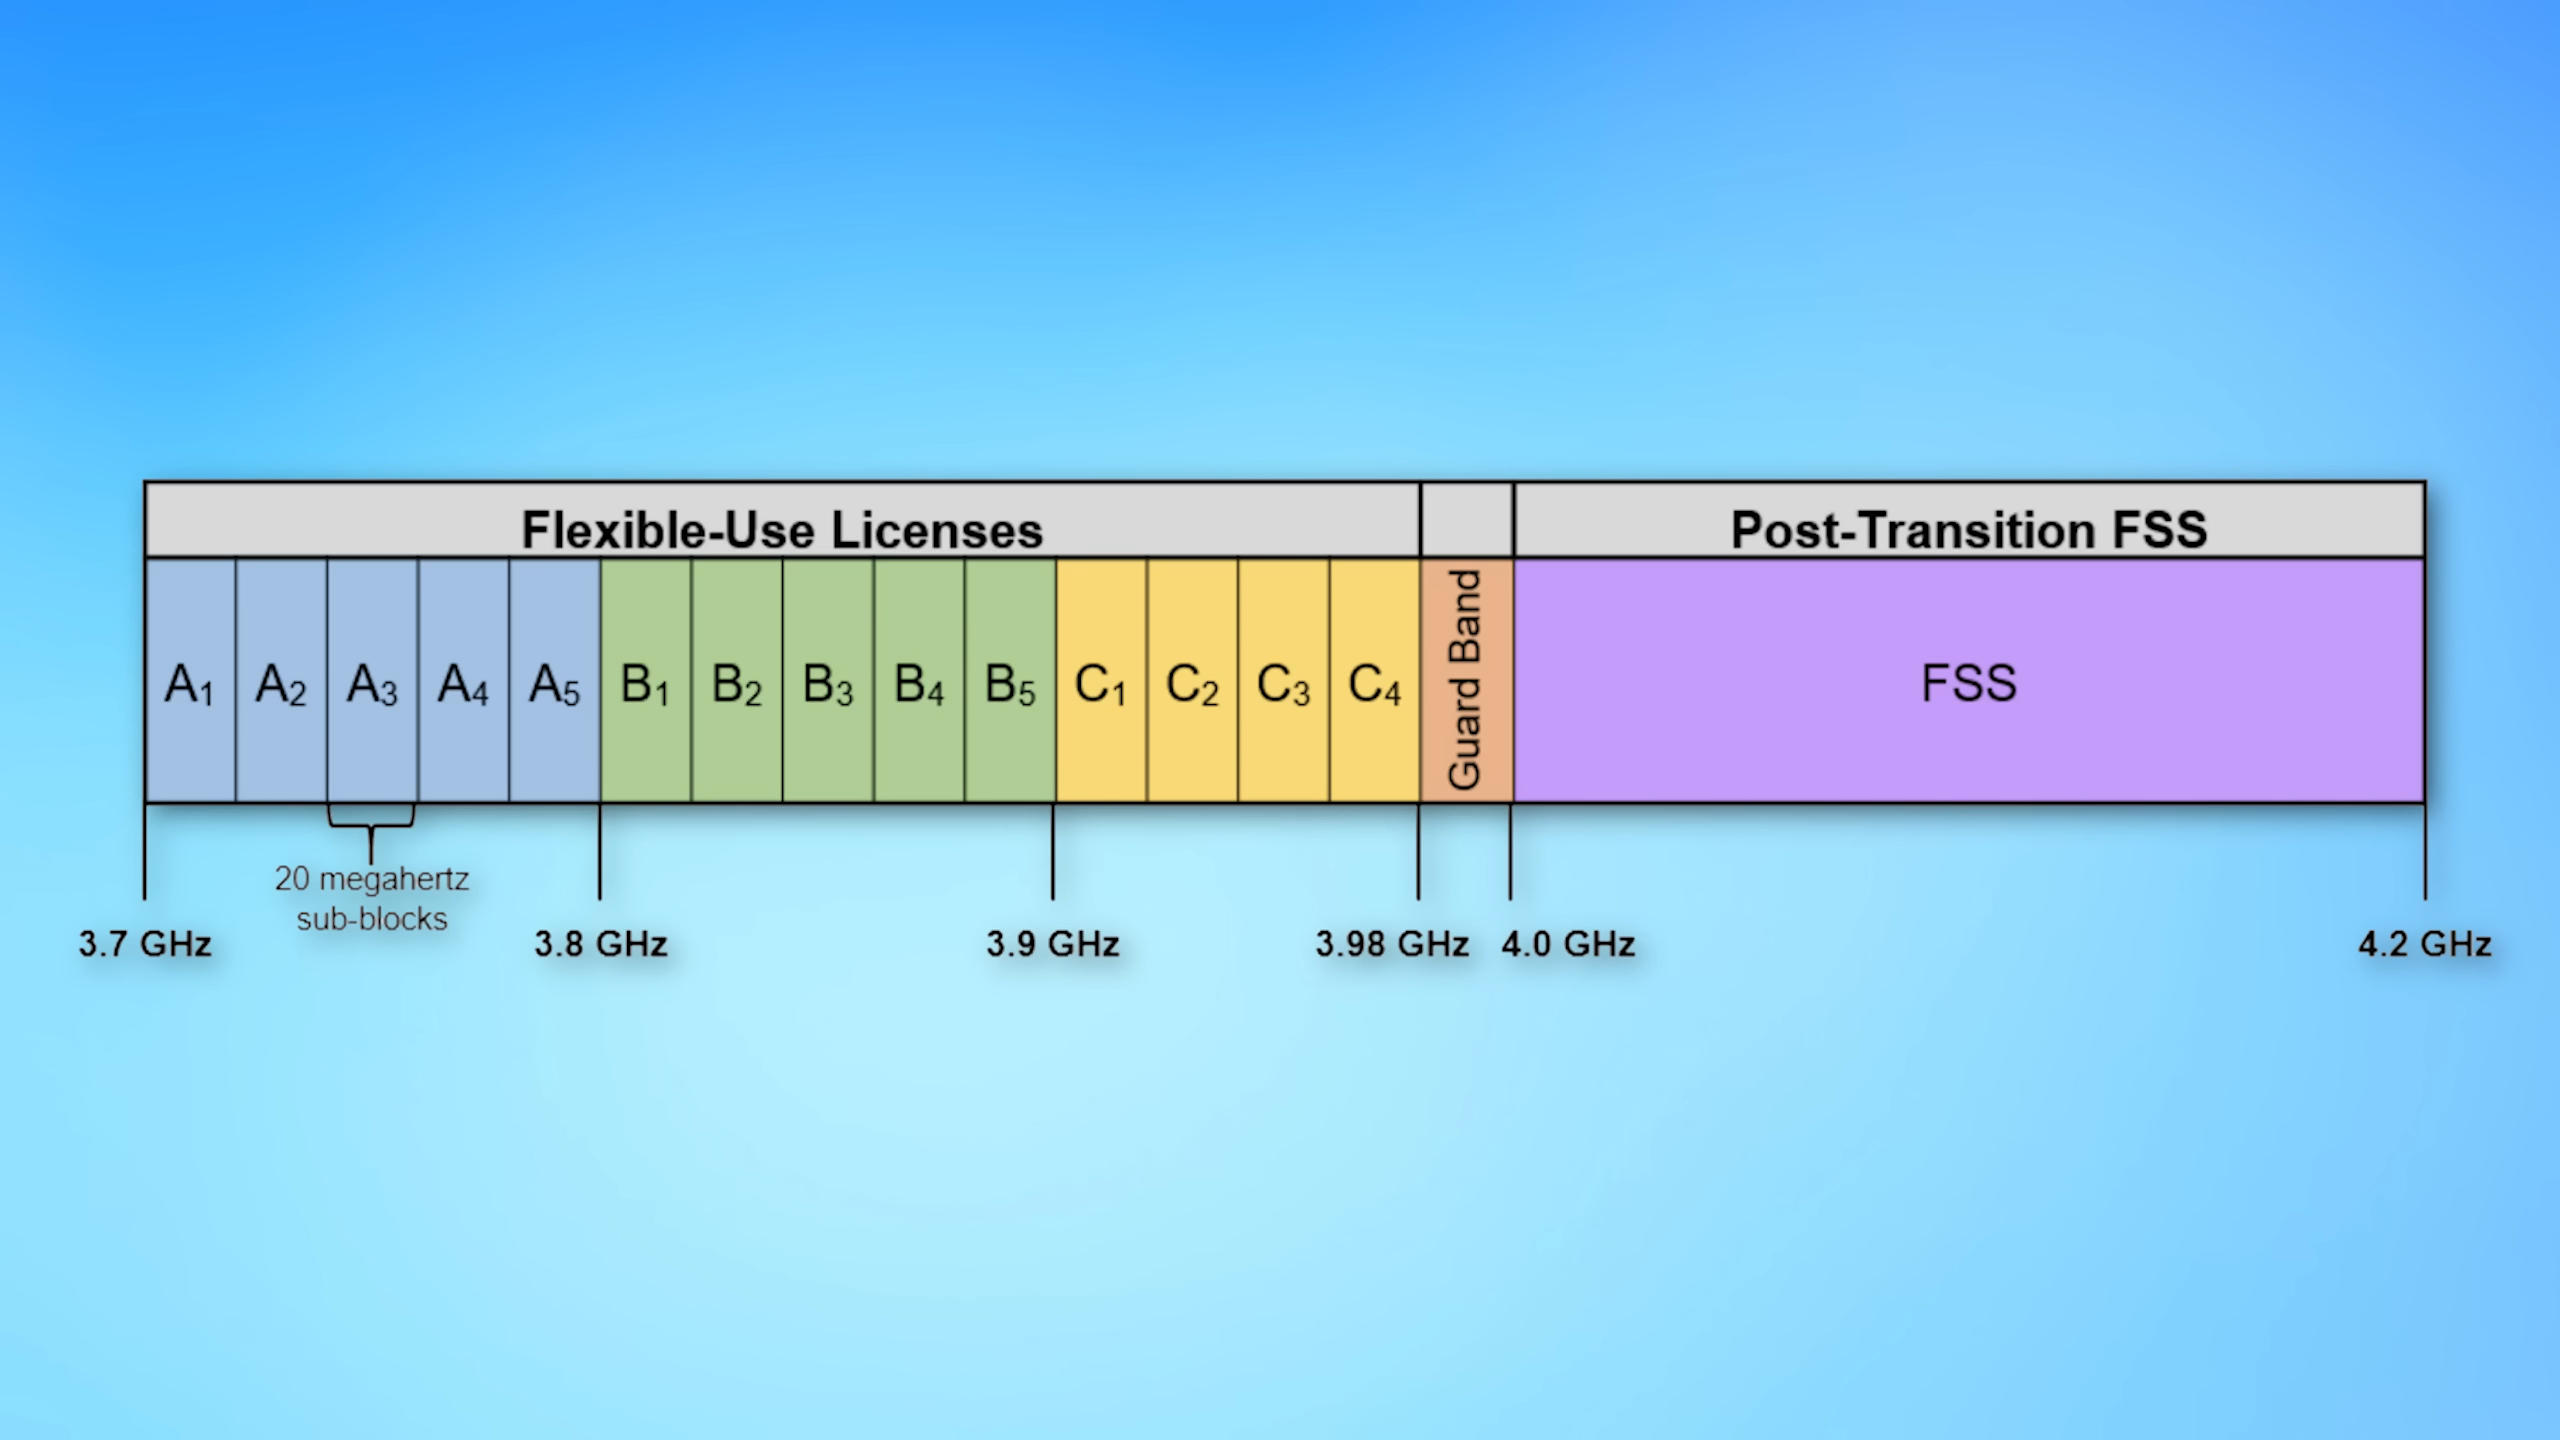 Flexible-Use Licenses
Post-Transition FSS
A1 A2 A3 A4 A5 B1 B2 B3 B4 B5 C1 C2 C3 C4 Guard Band FSS
20 megahertz
sub-blocks
3.7 GHz 3.8 GHz 3.9 GHz 3.98 GHz 4.0 GHz 4.2 GHz